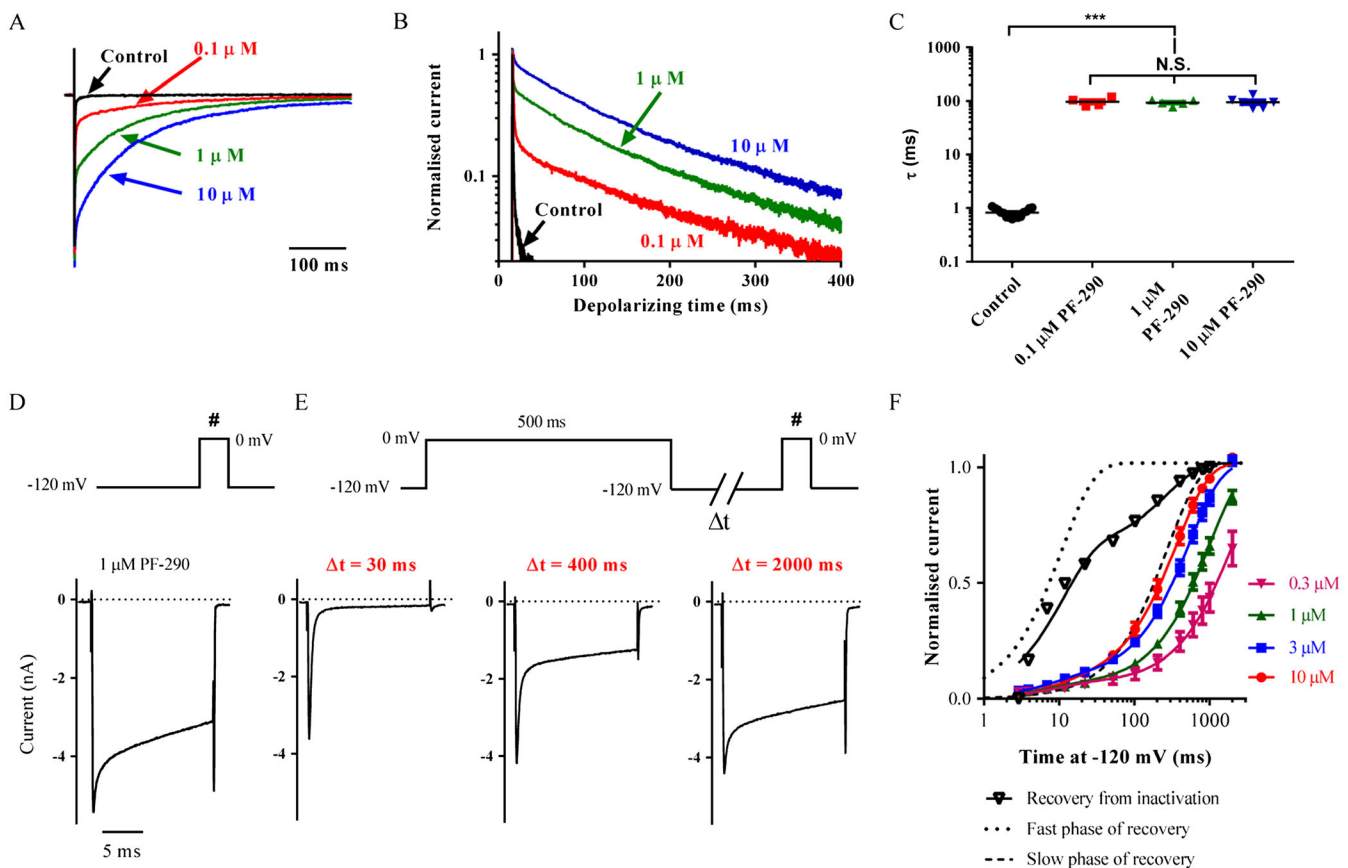 A
Control
0.1 μ M
1 μ M
10 μ M
100 ms
B
Normalised current
1
0.1
1 μ M
10 μ M
Control
0.1 μ M
0
100
200
300
400
Depolarizing time (ms)
C
***
N.S.
τ (ms)
1000
100
10
1
0.1
Control
0.1 μM PF-290
1 μM
PF-290
10 μM PF-290
D
#
0 mV
-120 mV
1 μM PF-290
Current (nA)
0
-2
-4
5 ms
E
500 ms
#
0 mV
0 mV
-120 mV
-120 mV
Δt
Δt = 30 ms
0
-2
-4
Δt = 400 ms
0
-2
-4
Δt = 2000 ms
0
-2
-4
F
Normalised current
1.0
0.5
0.0
1
10
100
1000
Time at -120 mV (ms)
0.3 μM
1 μM
3 μM
10 μM
Recovery from inactivation
Fast phase of recovery
Slow phase of recovery